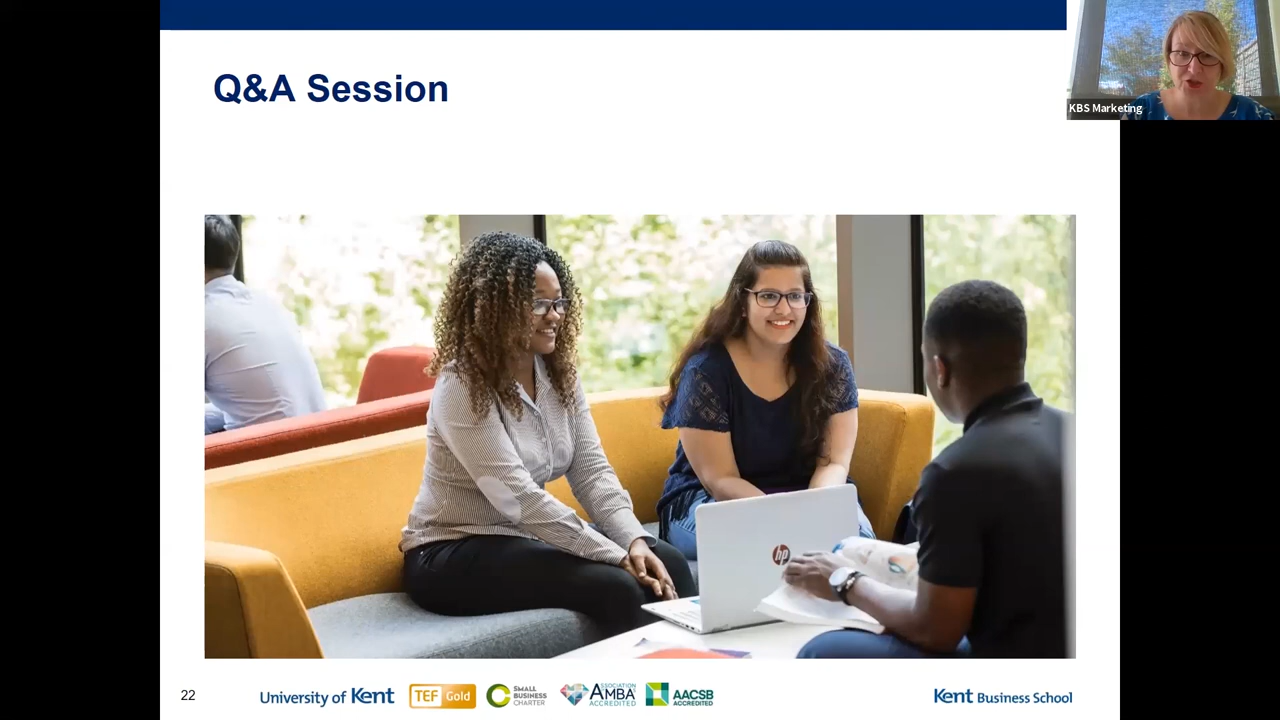 Q&A Session
KBS Marketing
hp
22
University of Kent
TEF Gold
SMALL
BUSINESS
CHARTER
ASSOCIATION
AMBA
ACCREDITED
AACSB
ACCREDITED
Kent Business School